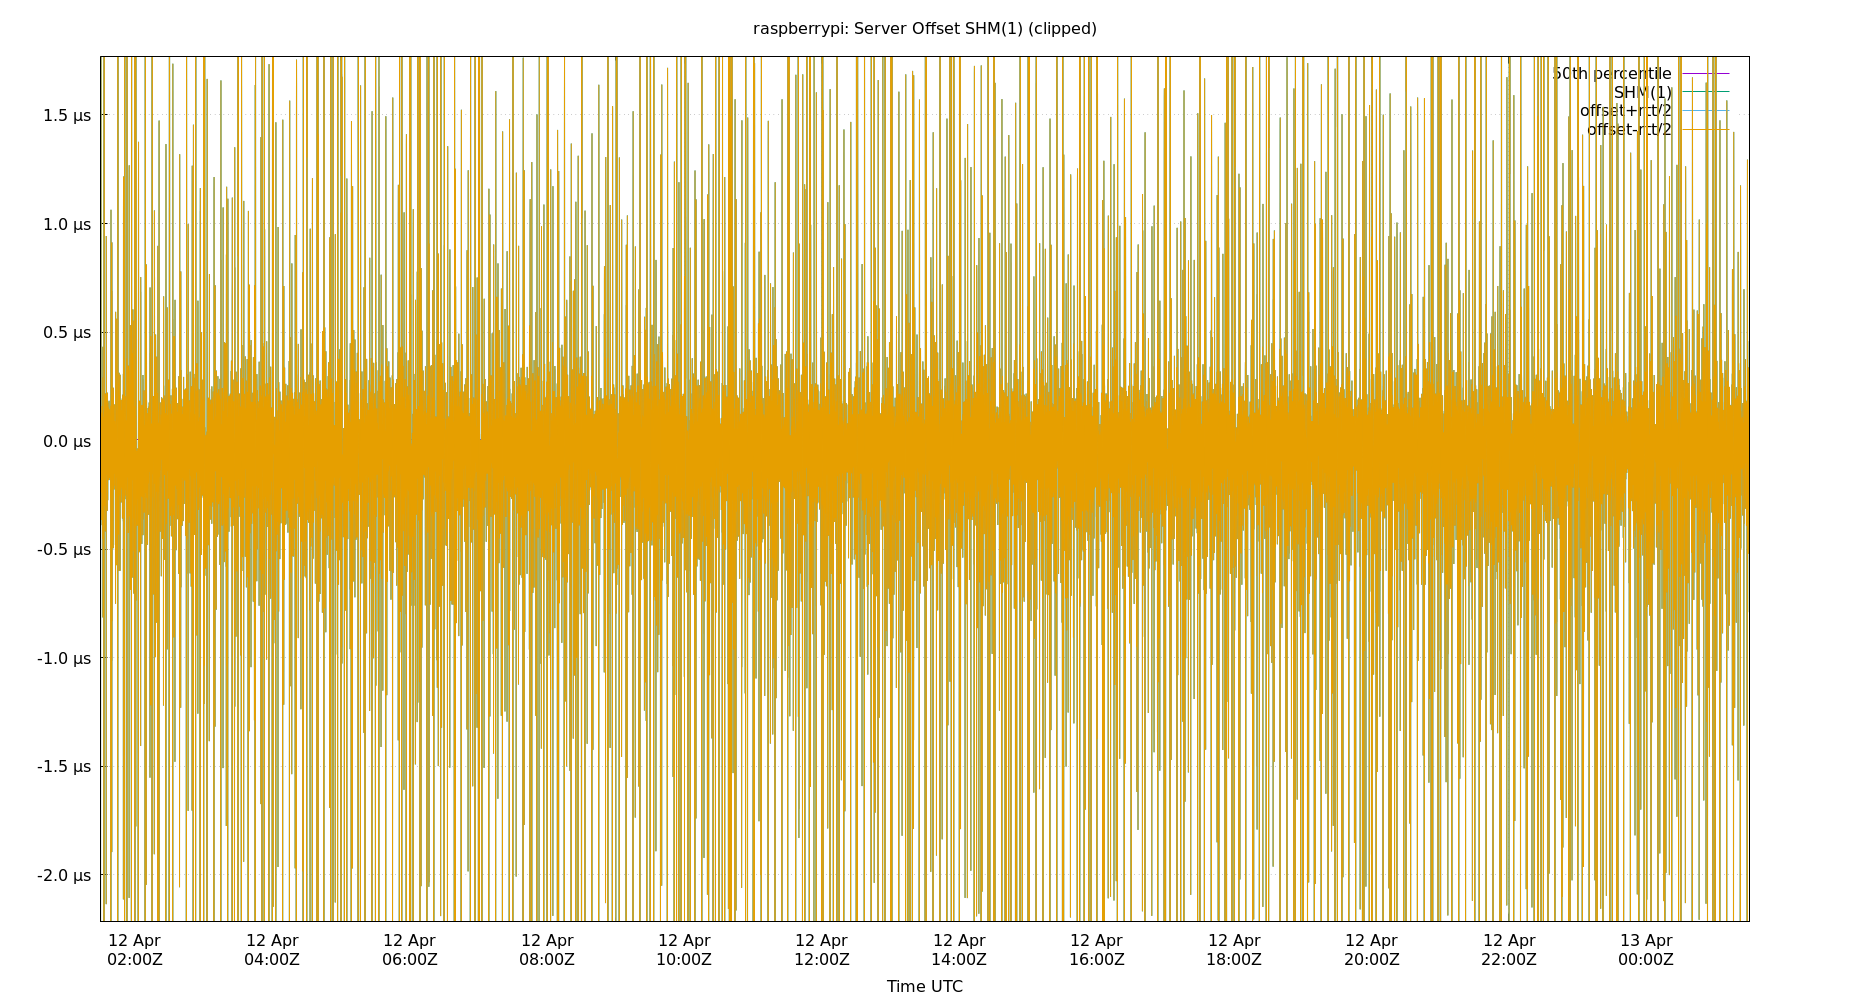 raspberrypi: Server Offset SHM(1) (clipped)
50th percentile
SHM(1)
offset+rtt/2
offset-rtt/2
1.5 µs
1.0 µs
0.5 µs
0.0 µs
-0.5 µs
-1.0 µs
-1.5 µs
-2.0 µs
12 Apr 12 Apr 12 Apr 12 Apr 12 Apr 12 Apr 12 Apr 12 Apr 12 Apr 12 Apr 12 Apr 13 Apr
02:00Z 04:00Z 06:00Z 08:00Z 10:00Z 12:00Z 14:00Z 16:00Z 18:00Z 20:00Z 22:00Z 00:00Z
Time UTC